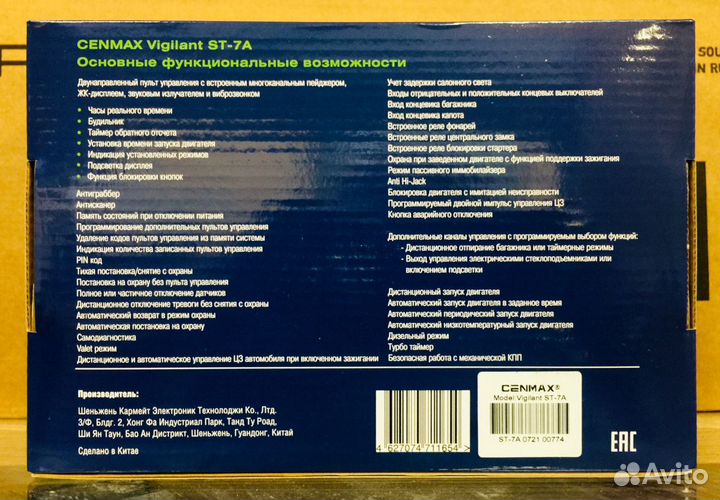 CENMAX Vigilant ST-7A
Основные функциональные возможности
Двунаправленный пульт управления с встроенным многоканальным пейджером,
ЖК-дисплеем, звуковым излучателем и виброзвонком
• Часы реального времени
• Будильник
• Таймер обратного отсчета
• Установка времени запуска двигателя
• Индикация установленных режимов
• Подсветка дисплея
• Функция блокировки кнопок
Антиграббер
Антисканер
Память состояний при отключении питания
Программирование дополнительных пультов управления
Удаление кодов пультов управления из памяти системы
Индикация количества записанных пультов управления
PIN код
Тихая постановка/снятие с охраны
Постановка на охрану без пульта управления
Полное или частичное отключение датчиков
Дистанционное отключение тревоги без снятия с охраны
Автоматический возврат в режим охраны
Автоматическая постановка на охрану
Самодиагностика
Valet режим
Дистанционное и автоматическое управление ЦЗ автомобиля при включенном зажигании
Учет задержки салонного света
Входы отрицательных и положительных концевых выключателей
Вход концевика багажника
Вход концевика капота
Встроенное реле фонарей
Встроенные реле центрального замка
Встроенное реле блокировки стартера
Охрана при заведенном двигателе с функцией поддержки зажигания
Режим пассивного иммобилайзера
Anti Hi-Jack
Блокировка двигателя с имитацией неисправности
Программируемый двойной импульс управления ЦЗ
Кнопка аварийного отключения
Дополнительные каналы управления с программируемым выбором функций:
- Дистанционное отпирание багажника или таймерные режимы
- Выход управления электрическими стеклоподъемниками или
включением подсветки
Дистанционный запуск двигателя
Автоматический запуск двигателя в заданное время
Автоматический периодический запуск двигателя
Автоматический низкотемпературный запуск двигателя
Дизельный режим
Турбо таймер
Безопасная работа с механической КПП
Производитель:
Шеньжень Кармейт Электроник Технолоджи Ко., Лтд.
3/Ф, Блдг. 2, Хонг Фа Индустриал Парк, Танд Ту Роад,
Ши Ян Таун, Бао Ан Дистрикт, Шеньжень, Гуандонг, Китай
Сделано в Китае
4 627074 711654 >
CENMAX®
Model:Vigilant ST-7A
ST-7A 0721 00774
EAC
SOU
N R
Avito